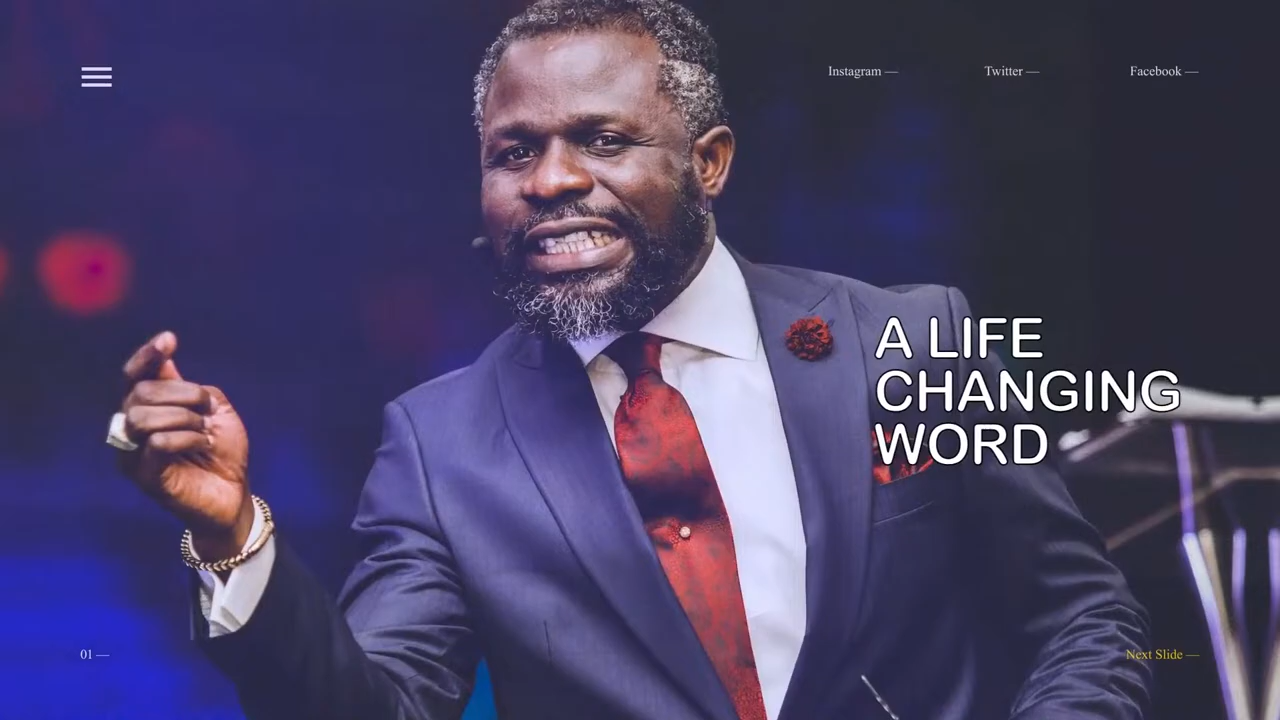 Instagram —
Twitter —
Facebook —
A LIFE
CHANGING
WORD
01 —
Next Slide —